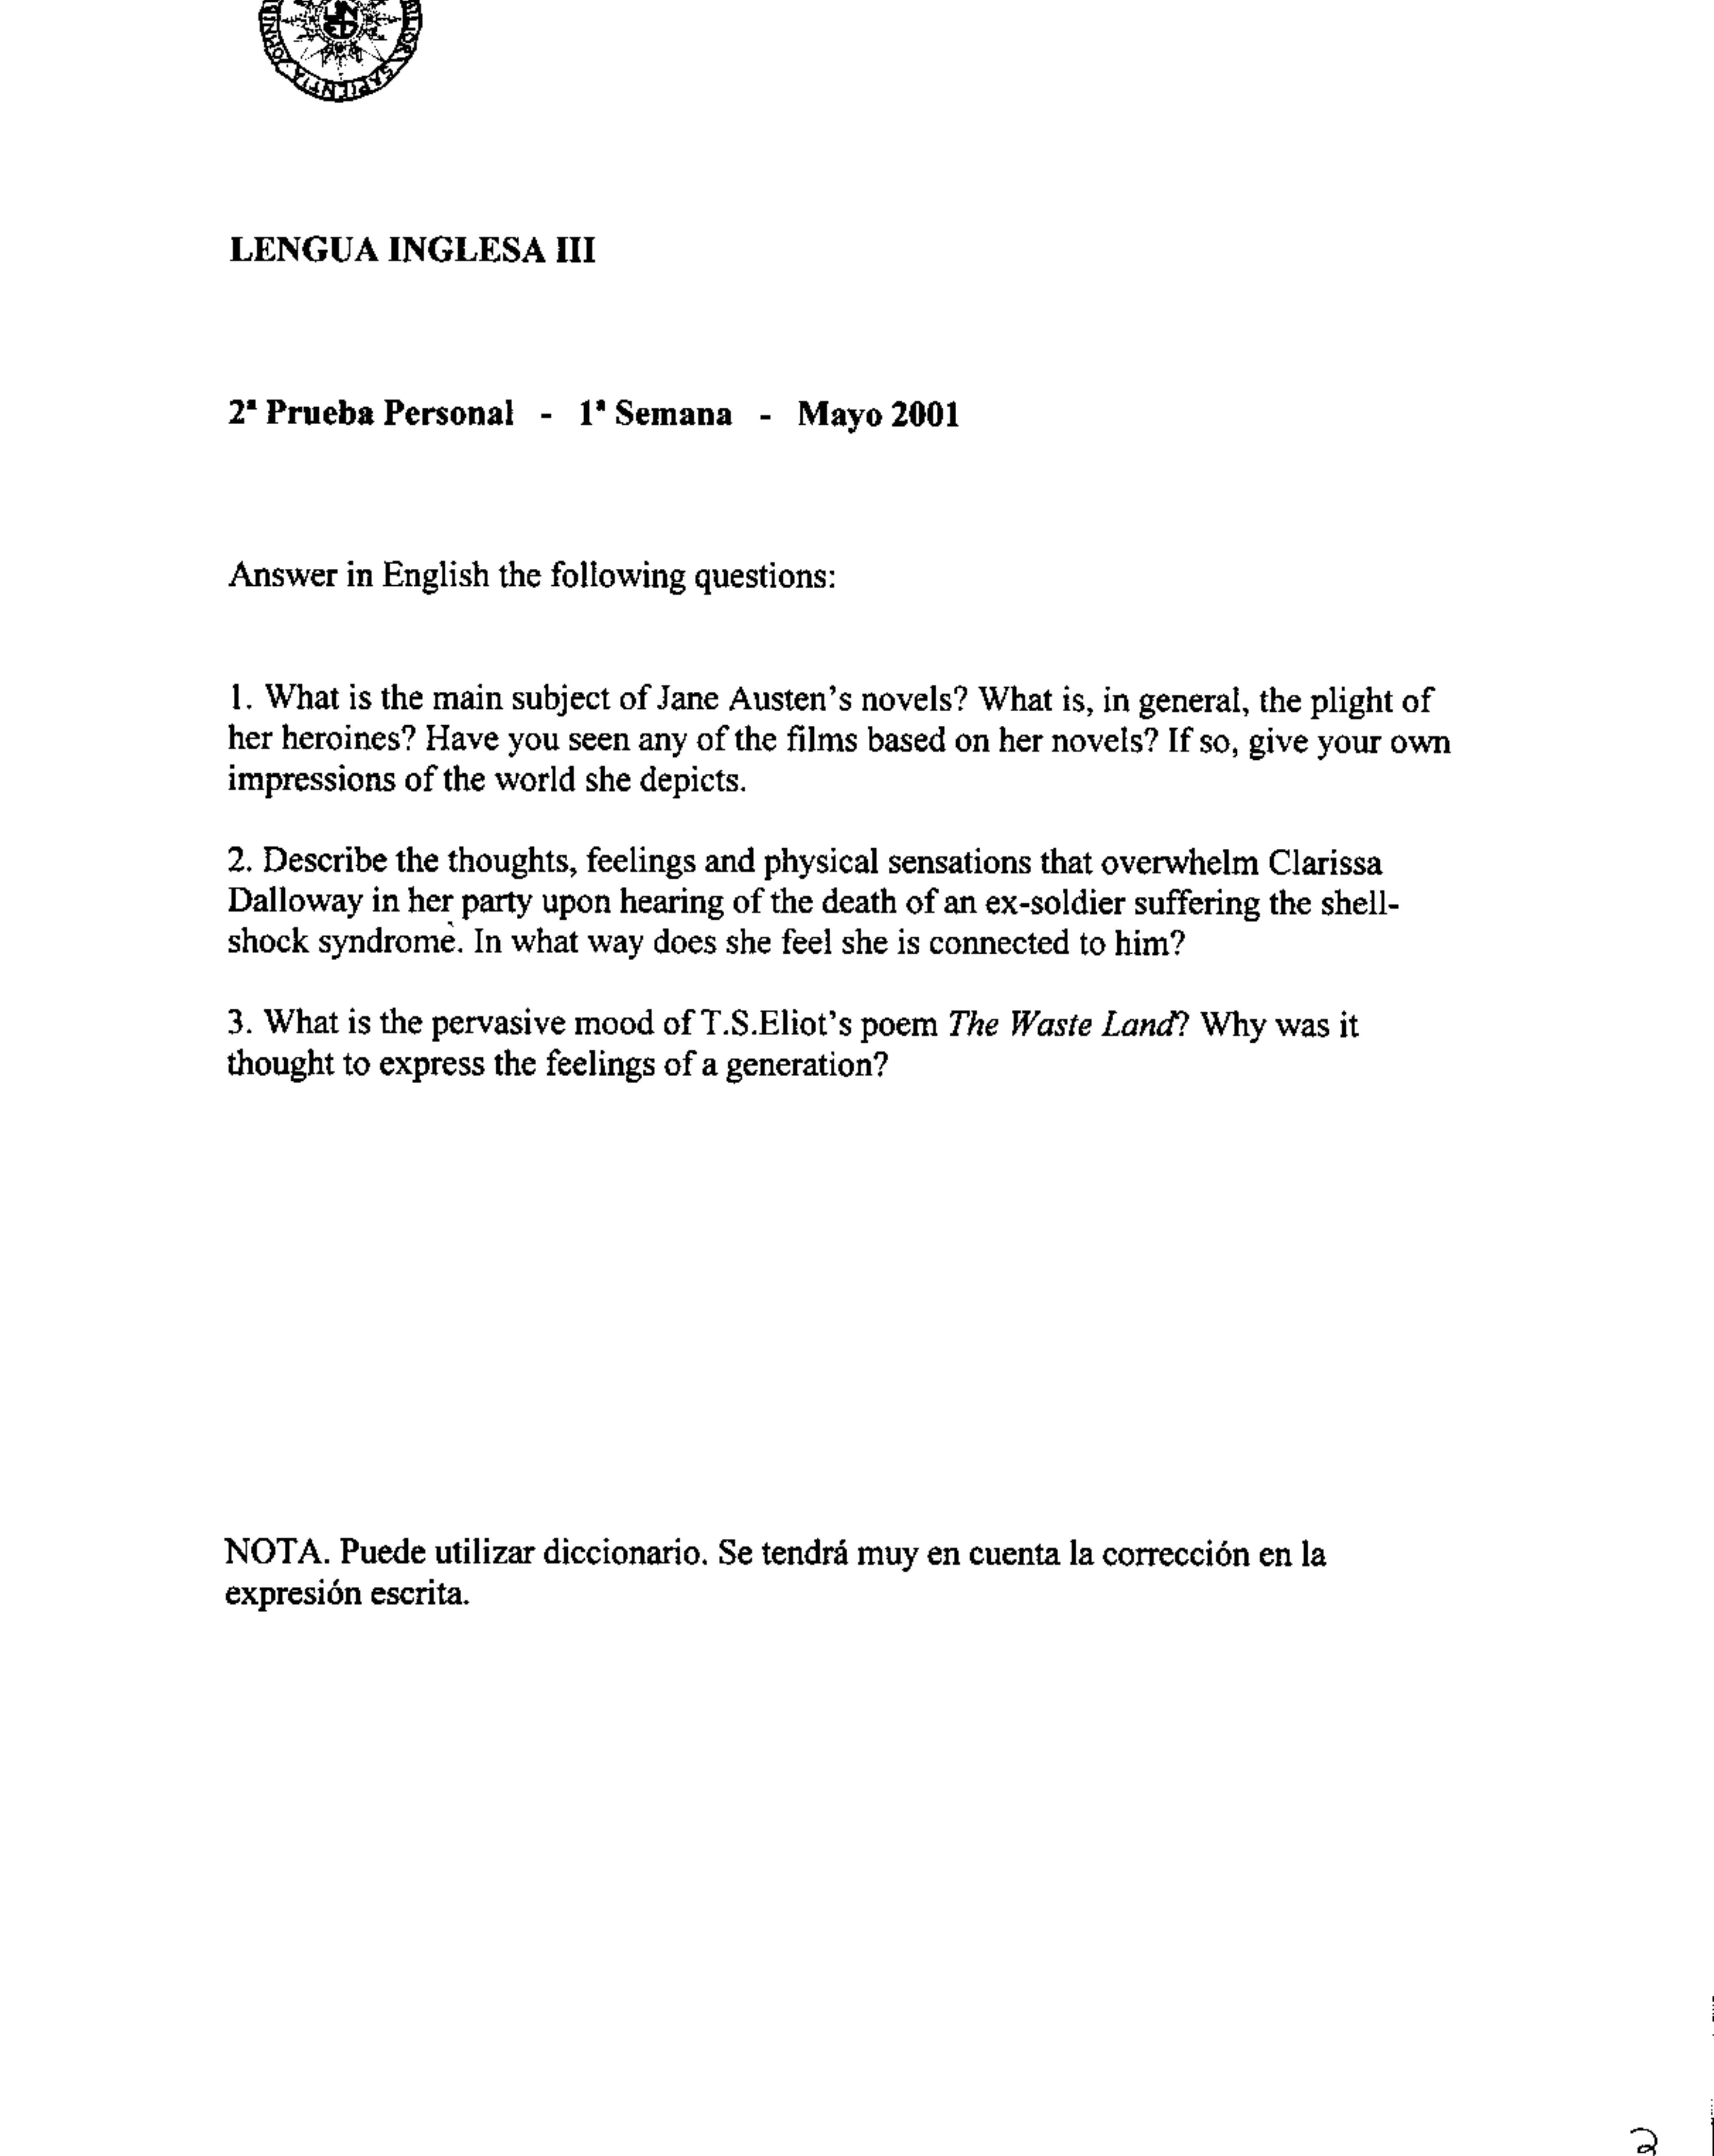 SAPIENTIA
LENGUA INGLESA III
2ª Prueba Personal - 1ª Semana - Mayo 2001
Answer in English the following questions:
1. What is the main subject of Jane Austen's novels? What is, in general, the plight of
her heroines? Have you seen any of the films based on her novels? If so, give your own
impressions of the world she depicts.
2. Describe the thoughts, feelings and physical sensations that overwhelm Clarissa
Dalloway in her party upon hearing of the death of an ex-soldier suffering the shell-
shock syndrome. In what way does she feel she is connected to him?
3. What is the pervasive mood of T.S.Eliot's poem The Waste Land? Why was it
thought to express the feelings of a generation?
NOTA. Puede utilizar diccionario. Se tendrá muy en cuenta la corrección en la
expresión escrita.
2